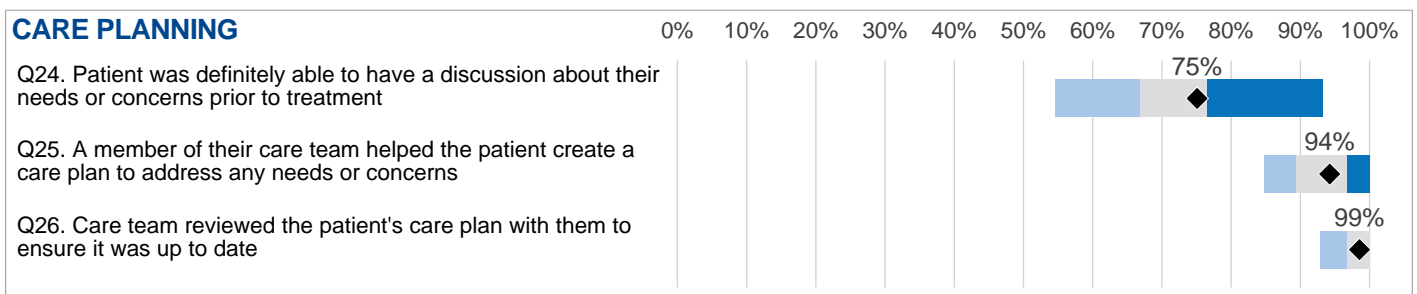 CARE PLANNING
0% 10% 20% 30% 40% 50% 60% 70% 80% 90% 100%
Q24. Patient was definitely able to have a discussion about their
needs or concerns prior to treatment
75%
Q25. A member of their care team helped the patient create a
care plan to address any needs or concerns
94%
Q26. Care team reviewed the patient's care plan with them to
ensure it was up to date
99%